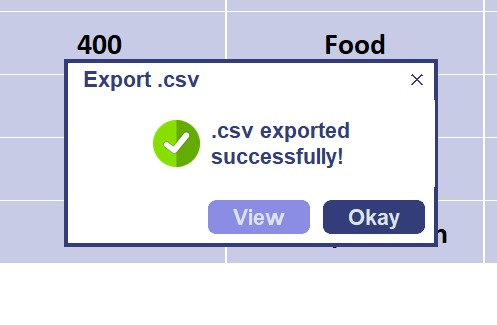 400 Food
Export .csv
.csv exported
successfully!
View Okay